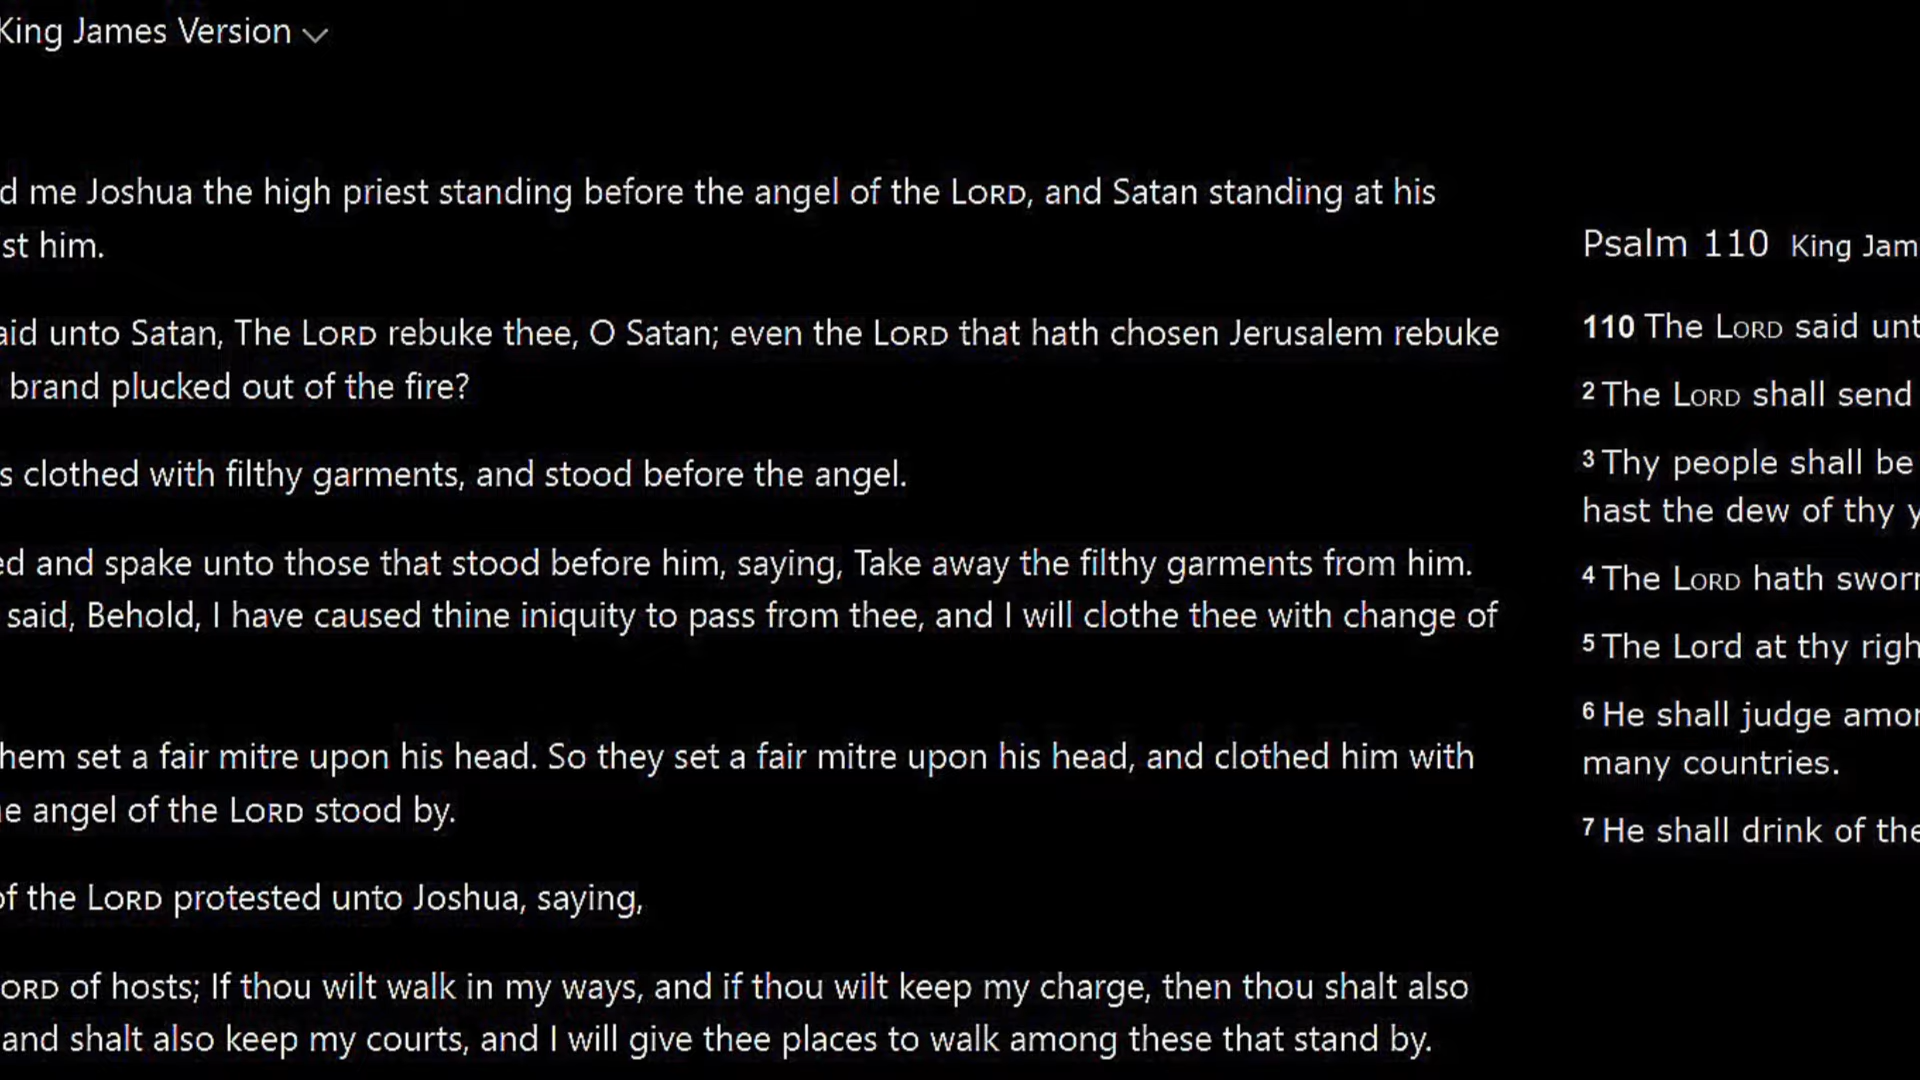 King James Version
d me Joshua the high priest standing before the angel of the LORD, and Satan standing at his
st him.
aid unto Satan, The LORD rebuke thee, O Satan; even the LORD that hath chosen Jerusalem rebuke
brand plucked out of the fire?
s clothed with filthy garments, and stood before the angel.
ed and spake unto those that stood before him, saying, Take away the filthy garments from him.
said, Behold, I have caused thine iniquity to pass from thee, and I will clothe thee with change of
hem set a fair mitre upon his head. So they set a fair mitre upon his head, and clothed him with
e angel of the LORD stood by.
of the LORD protested unto Joshua, saying,
ORD of hosts; If thou wilt walk in my ways, and if thou wilt keep my charge, then thou shalt also
and shalt also keep my courts, and I will give thee places to walk among these that stand by.
Psalm 110 King Jam
110 The LORD said unt
2 The LORD shall send
3 Thy people shall be
hast the dew of thy y
4 The LORD hath sworn
5 The Lord at thy righ
6 He shall judge amon
many countries.
7 He shall drink of the